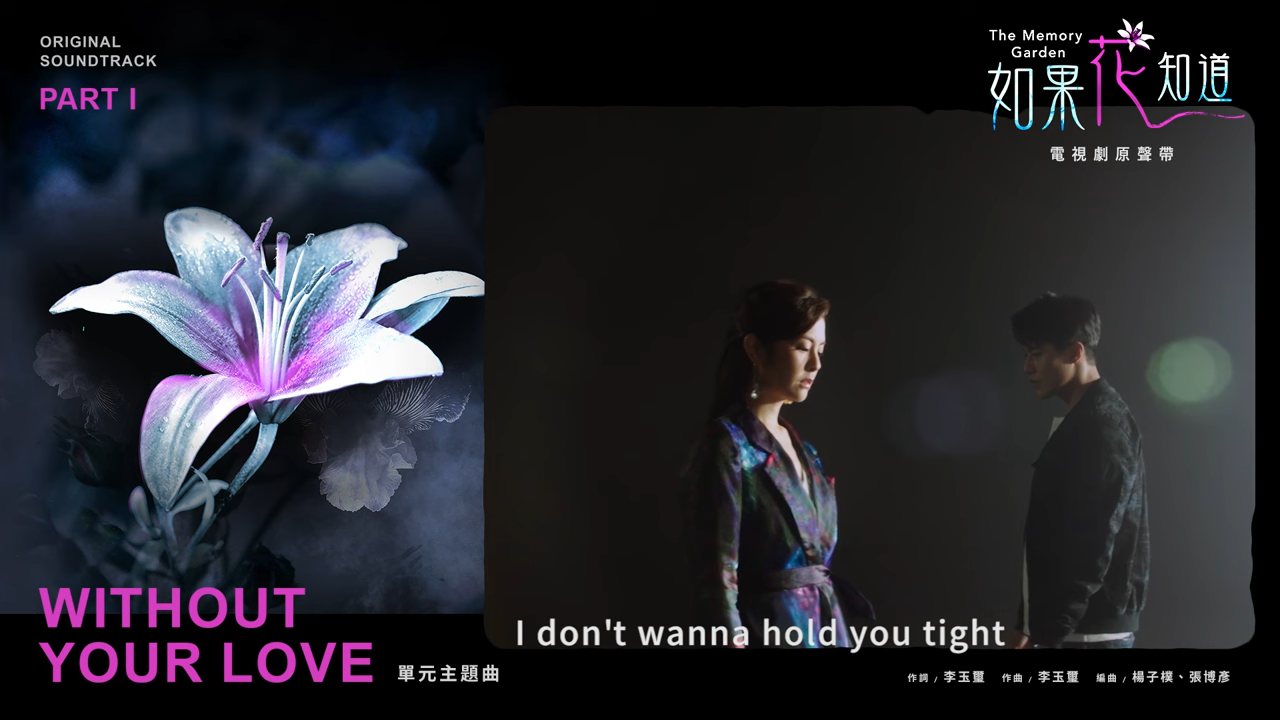 ORIGINAL
SOUNDTRACK
PART I
The Memory
Garden
如果花知道
電視劇原聲帶
I don't wanna hold you tight
WITHOUT
YOUR LOVE
單元主題曲
作詞 / 李玉璽 作曲 / 李玉璽 編曲 / 楊子樸、張博彥